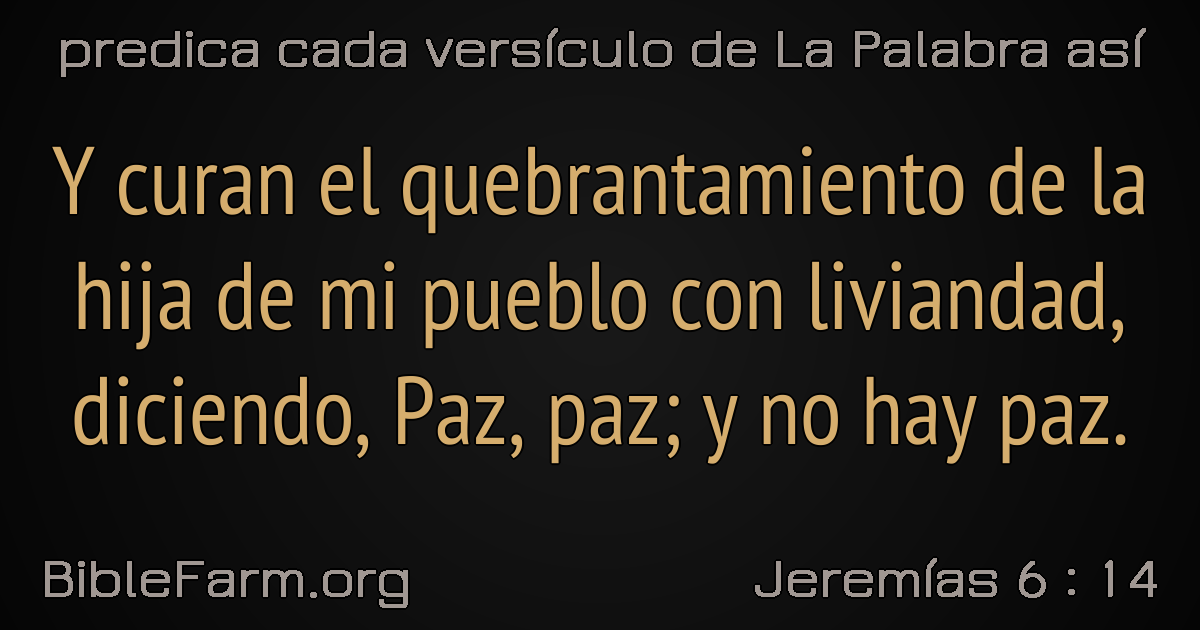 predica cada versículo de La Palabra así
Y curan el quebrantamiento de la
hija de mi pueblo con liviandad,
diciendo, Paz, paz; y no hay paz.
BibleFarm.org
Jeremías 6 : 14